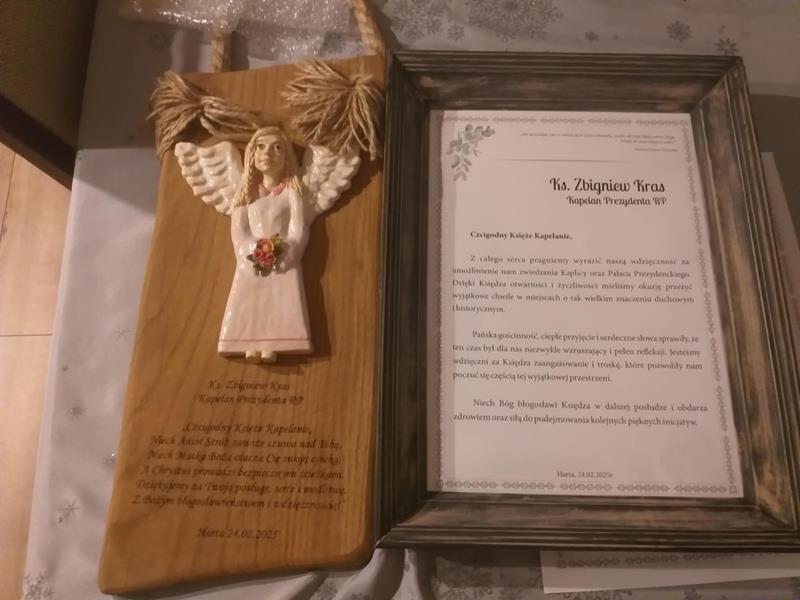 Ks. Zbigniew Kras
Kapelan Prezydenta RP
„Czcigodny Księże Kapelanie,
Niech Anioł Stróż zawsze czuwa nad Tobą,
Niech Matka Boża otacza Cię swoją opieką,
A Chrystus prowadzi bezpiecznymi ścieżkami.
Dziękujemy za Twoją posługę, serce i modlitwę.
Z Bożym błogosławieństwem i wdzięcznością!"
Harta 24.02.2025
Ks. Zbigniew Kras
Kapelan Prezydenta RP
Czcigodny Księże Kapelanie,
Z całego serca pragniemy wyrazić naszą wdzięczność za
umożliwienie nam zwiedzania Kaplicy oraz Pałacu Prezydenckiego.
Dzięki Księdza otwartości i życzliwości mieliśmy okazję przeżyć
wyjątkowe chwile w miejscach o tak wielkim znaczeniu duchowym
i historycznym.
Pańska gościnność, ciepłe przyjęcie i serdeczne słowa sprawiły, że
ten czas był dla nas niezwykle wzruszający i pełen refleksji. Jesteśmy
wdzięczni za Księdza zaangażowanie i troskę, które pozwoliły nam
poczuć się częścią tej wyjątkowej przestrzeni.
Niech Bóg błogosławi Księdza w dalszej posłudze i obdarza
zdrowiem oraz siłą do podejmowania kolejnych pięknych inicjatyw.
Harta, 24.02.2025r